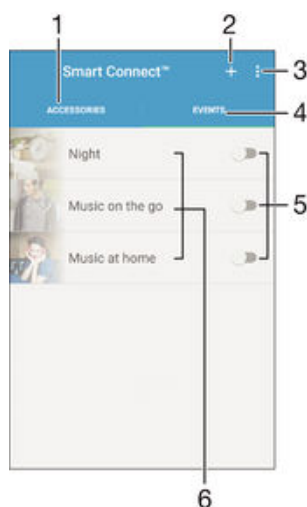 1
2
3
Smart Connect™
ACCESSORIES
EVENTS
4
Night
Music on the go
5
Music at home
6